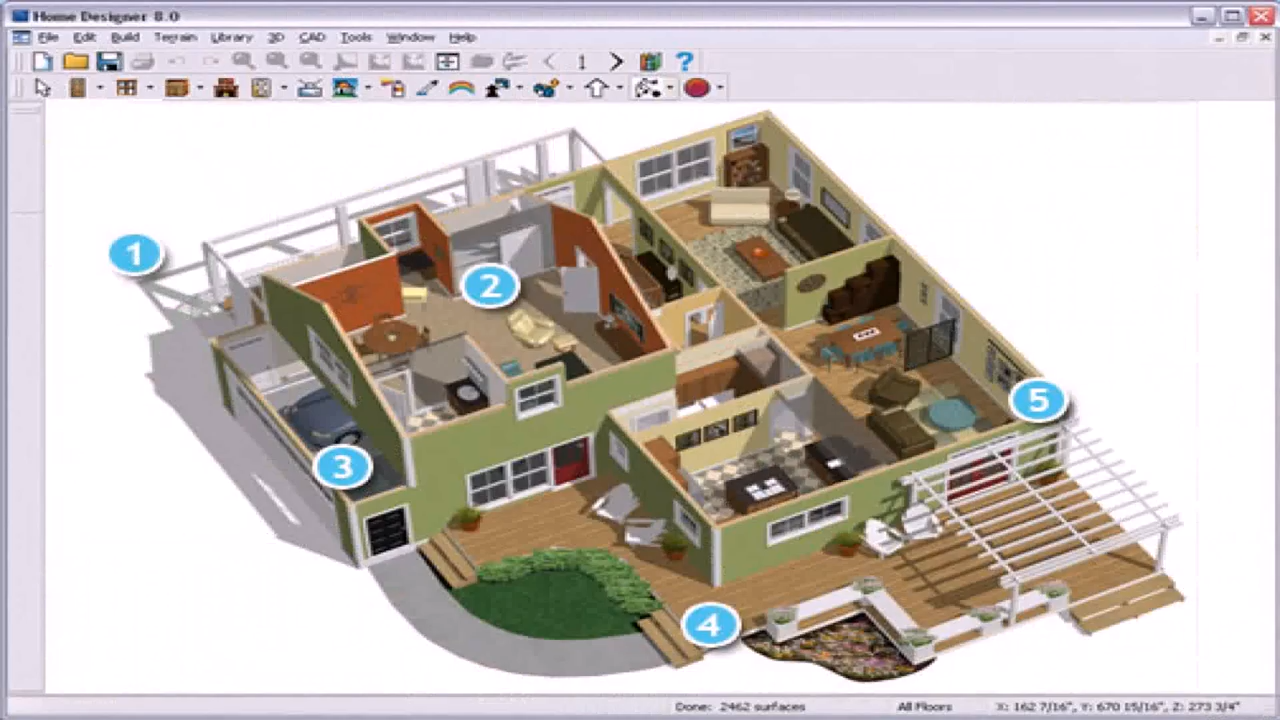 Home Designer 8.0
File Edit Build Terrain Library 3D CAD Tools Window Help
1
?
1
2
3
4
5
Done: 2462 surfaces All Floors X: 162 7/16", Y: 670 15/16", Z: 273 3/4"